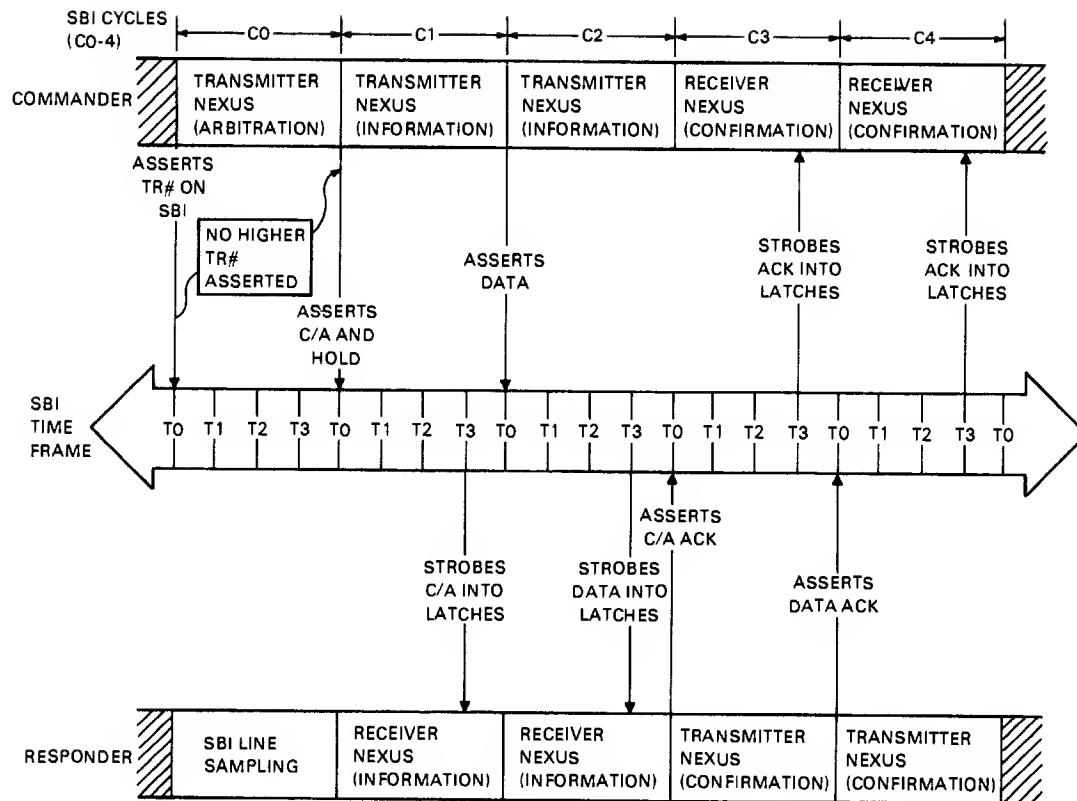 SBI CYCLES
(C0-4)
C0
C1
C2
C3
C4
COMMANDER
TRANSMITTER
NEXUS
(ARBITRATION)
TRANSMITTER
NEXUS
(INFORMATION)
TRANSMITTER
NEXUS
(INFORMATION)
RECEIVER
NEXUS
(CONFIRMATION)
RECEIVER
NEXUS
(CONFIRMATION)
ASSERTS
TR# ON
SBI
NO HIGHER
TR#
ASSERTED
ASSERTS
C/A AND
HOLD
ASSERTS
DATA
STROBES
ACK INTO
LATCHES
STROBES
ACK INTO
LATCHES
SBI
TIME
FRAME
T0 T1 T2 T3 T0 T1 T2 T3 T0 T1 T2 T3 T0 T1 T2 T3 T0 T1 T2 T3 T0
STROBES
C/A INTO
LATCHES
STROBES
DATA INTO
LATCHES
ASSERTS
C/A ACK
ASSERTS
DATA ACK
RESPONDER
SBI LINE
SAMPLING
RECEIVER
NEXUS
(INFORMATION)
RECEIVER
NEXUS
(INFORMATION)
TRANSMITTER
NEXUS
(CONFIRMATION)
TRANSMITTER
NEXUS
(CONFIRMATION)